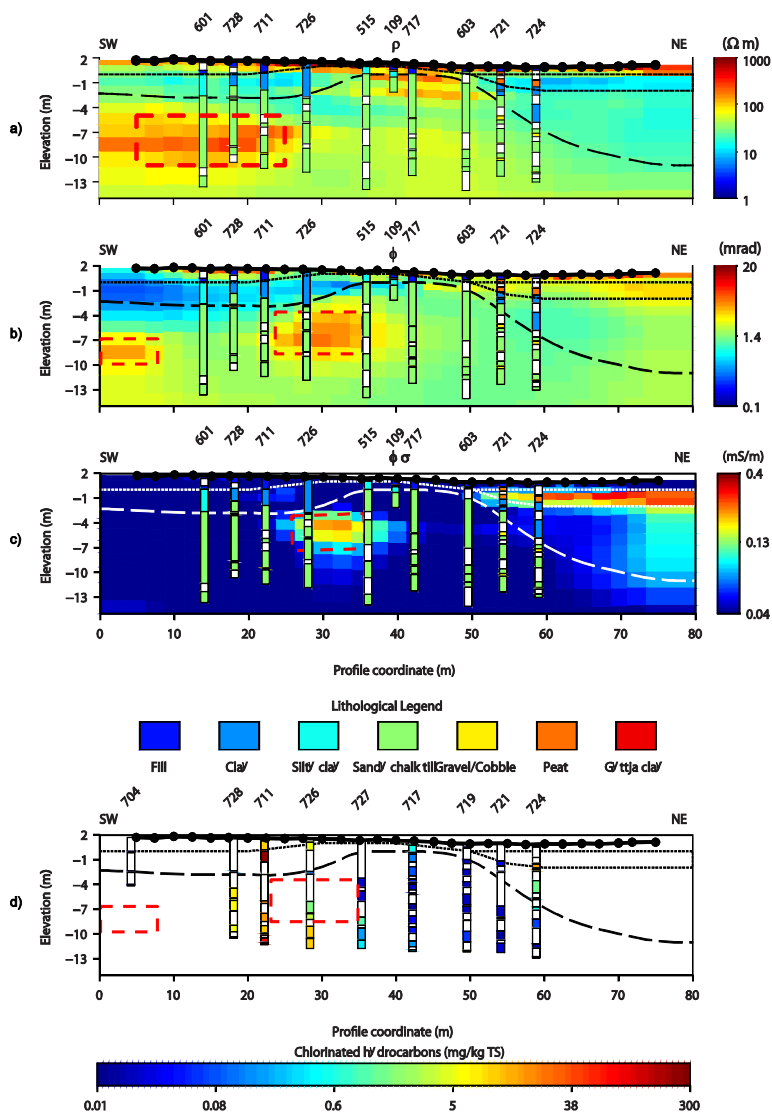 601 728 711 726 515 109 717 603 721 724
SW ρ NE (Ω m)
a)
Elevation (m)
2
−1
−4
−7
−10
−13
1000
100
10
1
601 728 711 726 515 109 717 603 721 724
SW ϕ NE (mrad)
b)
Elevation (m)
2
−1
−4
−7
−10
−13
20
1.4
0.1
601 728 711 726 515 109 717 603 721 724
SW ϕ σ NE (mS/m)
c)
Elevation (m)
2
−1
−4
−7
−10
−13
0.4
0.13
0.04
0 10 20 30 40 50 60 70 80
Profile coordinate (m)
Lithological Legend
Fill Clay Silty clay Sandy chalk till Gravel/Cobble Peat Gyttja clay
704 728 711 726 727 717 719 721 724
SW NE
d)
Elevation (m)
2
−1
−4
−7
−10
−13
0 10 20 30 40 50 60 70 80
Profile coordinate (m)
Chlorinated hydrocarbons (mg/kg TS)
0.01 0.08 0.6 5 38 300